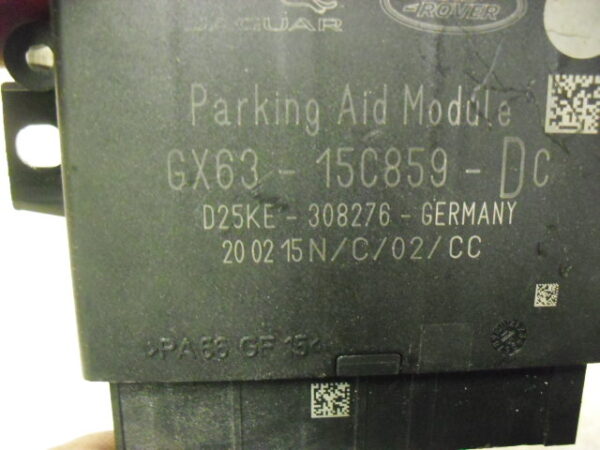 JAGUAR
ROVER
Parking Aid Module
GX63 - 15C859 - DC
D25KE - 308276 - GERMANY
20 02 15 N/C/02/CC
>PA66 GF 15<